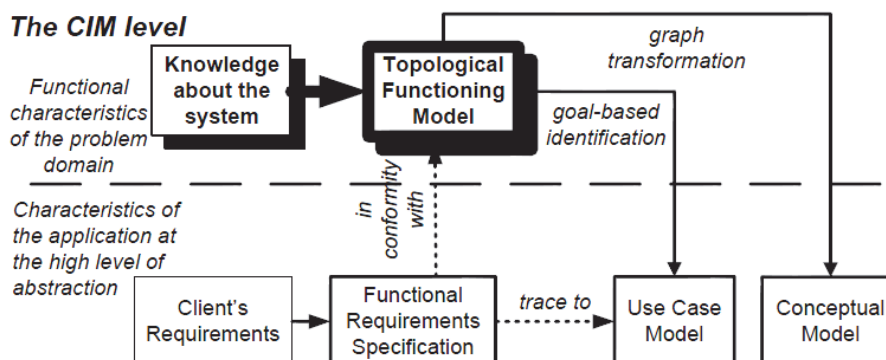 The CIM level
Functional
characteristics
of the problem
domain
Knowledge
about the
system
Topological
Functioning
Model
graph
transformation
goal-based
identification
in
conformity
with
Characteristics of
the application at
the high level of
abstraction
Client's
Requirements
Functional
Requirements
Specification
trace to
Use Case
Model
Conceptual
Model